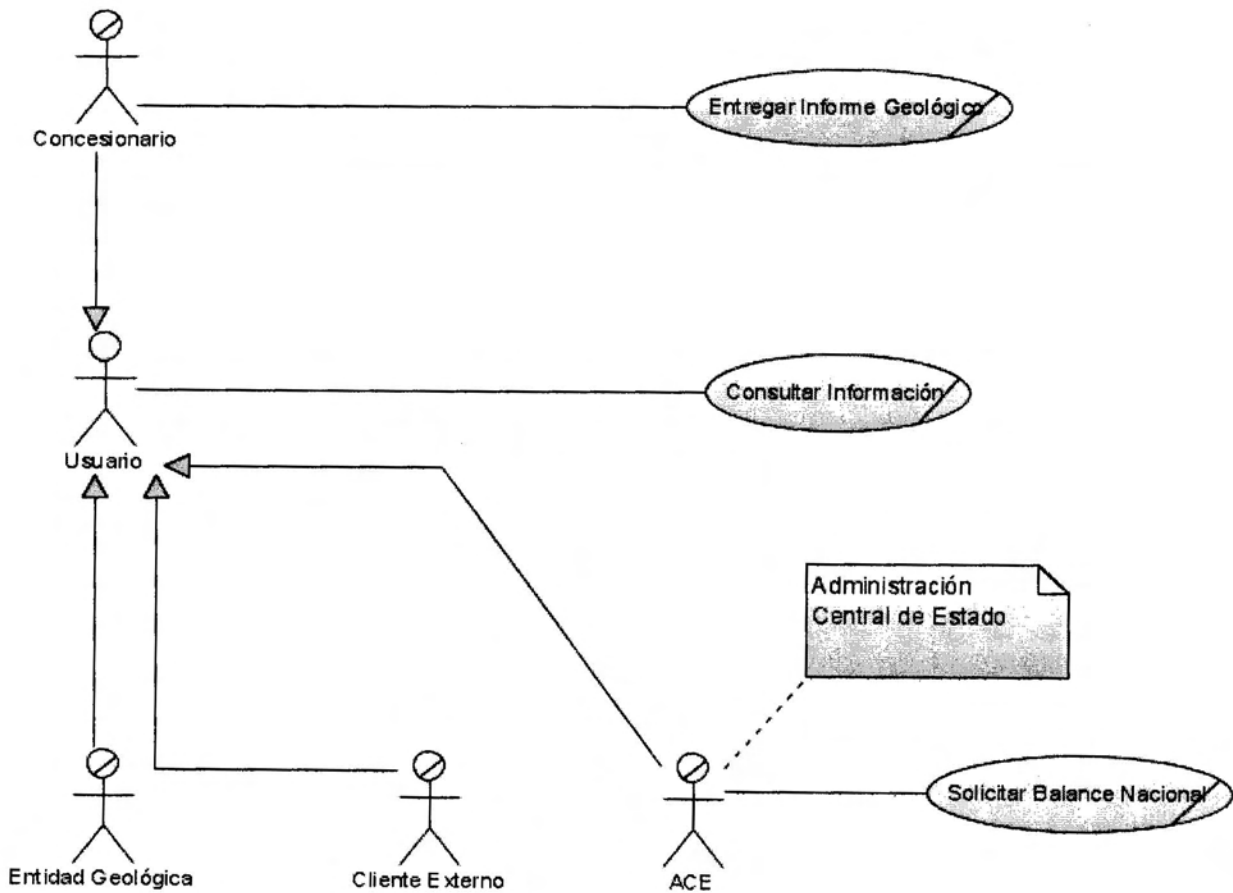 Entregar Informe Geológico
Concesionario
Consultar Información
Usuario
Administración
Central de Estado
Solicitar Balance Nacional
Entidad Geológica
Cliente Externo
ACE